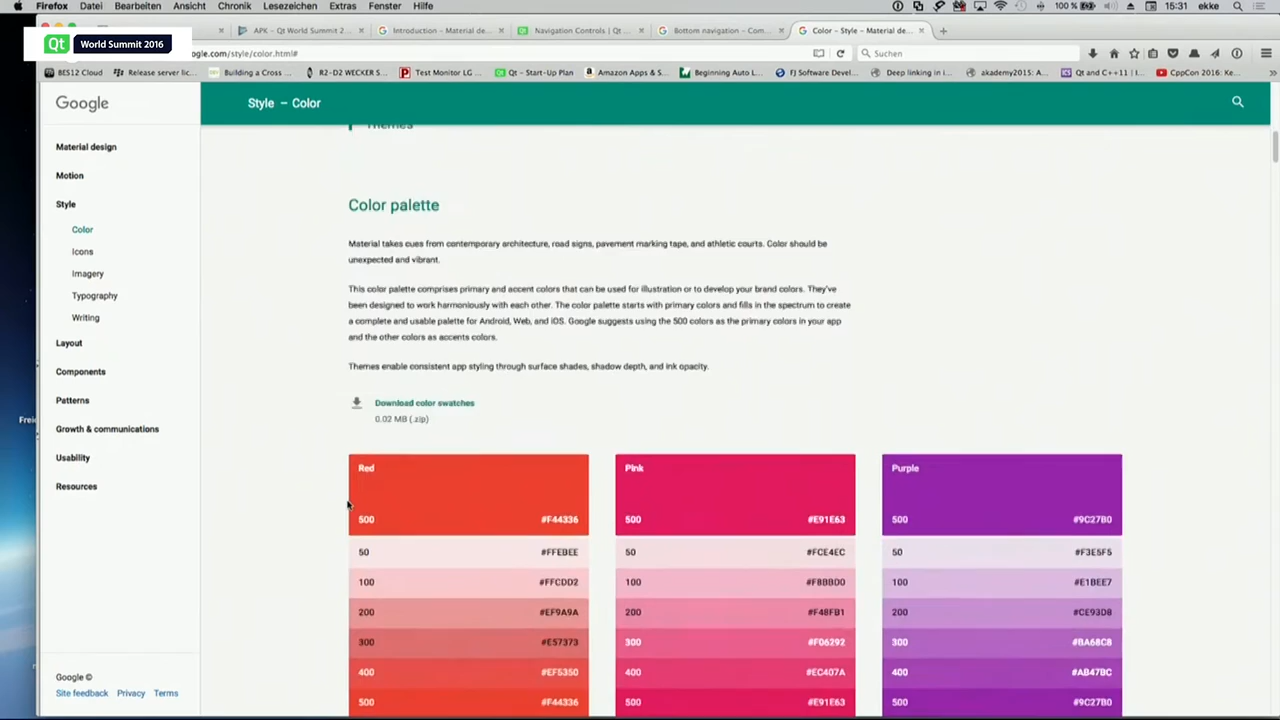 Firefox Datei Bearbeiten Ansicht Chronik Lesezeichen Extras Fenster Hilfe 100 % 15:31 ekke
Qt World Summit 2016
APK – Qt World Summit 2... Introduction – Material de... Navigation Controls | Qt ... Bottom navigation – Com... Color – Style – Material de...
gle.com/style/color.html# Suchen
BES12 Cloud Release server lic... Building a Cross ... R2-D2 WECKER S... Test Monitor LG ... Qt – Start-Up Plan Amazon Apps & S... Beginning Auto L... FJ Software Devel... Deep linking in i... akademy2015: A... Qt and C++11 | I... CppCon 2016: Ke...
Google
Style – Color
Themes
Material design
Motion
Style
Color
Icons
Imagery
Typography
Writing
Layout
Components
Patterns
Growth & communications
Usability
Resources
Google ©
Site feedback Privacy Terms
Color palette
Material takes cues from contemporary architecture, road signs, pavement marking tape, and athletic courts. Color should be
unexpected and vibrant.
This color palette comprises primary and accent colors that can be used for illustration or to develop your brand colors. They've
been designed to work harmoniously with each other. The color palette starts with primary colors and fills in the spectrum to create
a complete and usable palette for Android, Web, and iOS. Google suggests using the 500 colors as the primary colors in your app
and the other colors as accents colors.
Themes enable consistent app styling through surface shades, shadow depth, and ink opacity.
Download color swatches
0.02 MB (.zip)
Red Pink Purple
500 #F44336 500 #E91E63 500 #9C27B0
50 #FFEBEE 50 #FCE4EC 50 #F3E5F5
100 #FFCDD2 100 #F8BBD0 100 #E1BEE7
200 #EF9A9A 200 #F48FB1 200 #CE93D8
300 #E57373 300 #F06292 300 #BA68C8
400 #EF5350 400 #EC407A 400 #AB47BC
500 #F44336 500 #E91E63 500 #9C27B0